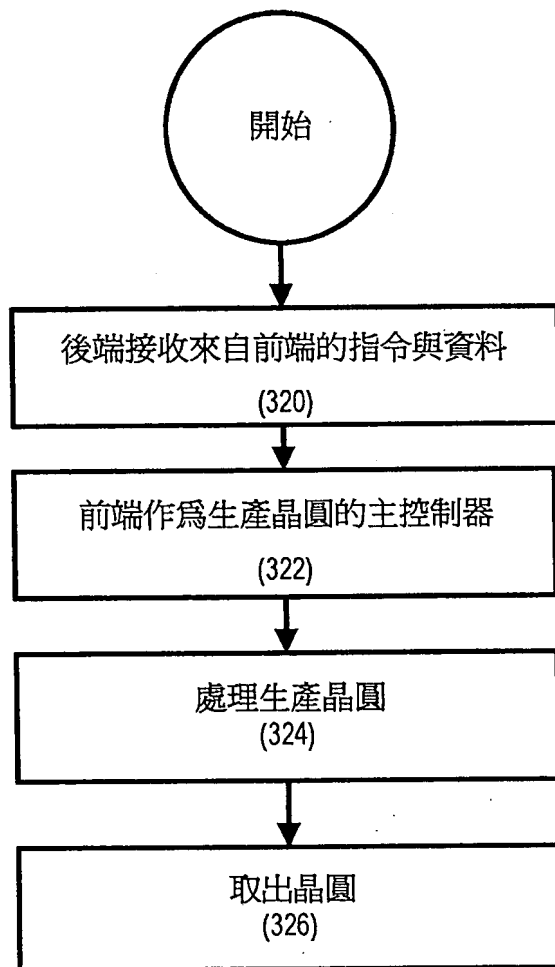 開始
後端接收來自前端的指令與資料
(320)
前端作爲生產晶圓的主控制器
(322)
處理生產晶圓
(324)
取出晶圓
(326)